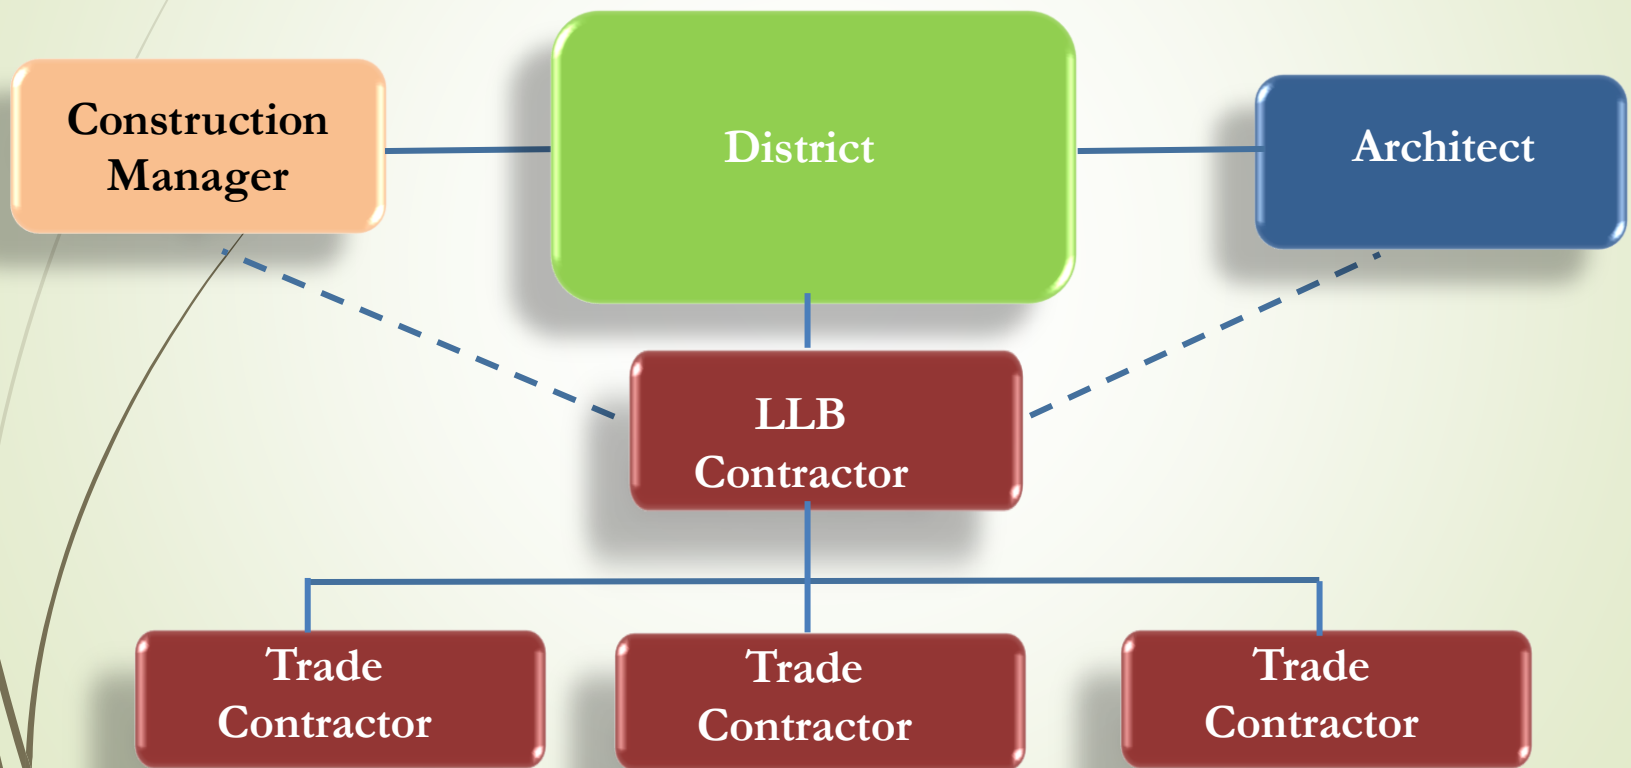 Construction
Manager
District
Architect
LLB
Contractor
Trade
Contractor
Trade
Contractor
Trade
Contractor